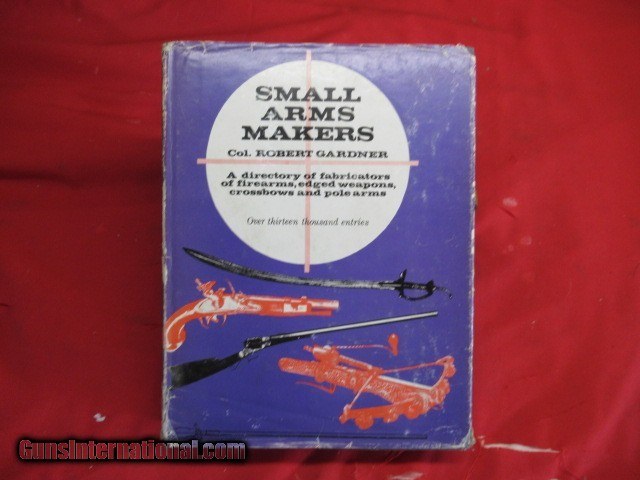 SMALL
ARMS
MAKERS
Col. ROBERT GARDNER
A directory of fabricators
of firearms, edged weapons,
crossbows and pole arms
Over thirteen thousand entries
GunsInternational.com